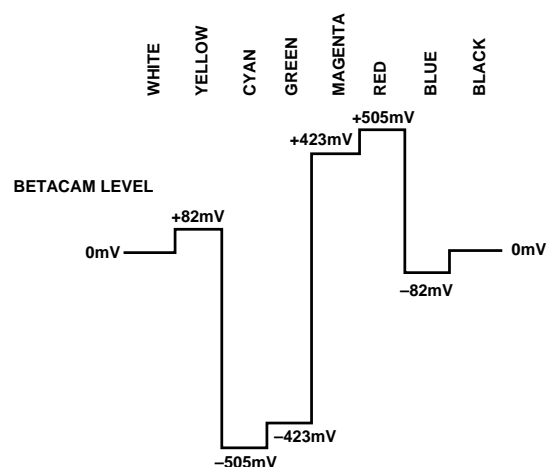 WHITE
YELLOW
CYAN
GREEN
MAGENTA
RED
BLUE
BLACK
+505mV
+423mV
BETACAM LEVEL
+82mV
0mV
0mV
–82mV
–423mV
–505mV